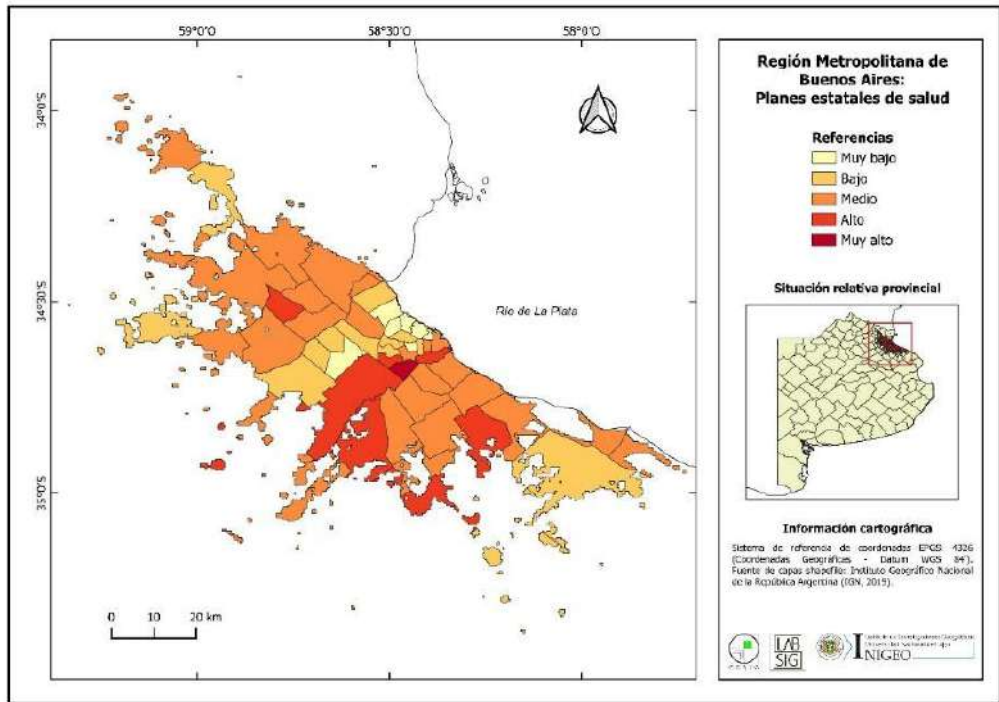 59°0'O 58°30'O 58°0'O
34°0'S
34°30'S
35°0'S
Río de La Plata
0 10 20 km
Región Metropolitana de
Buenos Aires:
Planes estatales de salud
Referencias
Muy bajo
Bajo
Medio
Alto
Muy alto
Situación relativa provincial
Información cartográfica
Sistema de referencia de coordenadas EPGS 4326
(Coordenadas Geográficas - Datum WGS 84').
Fuente de capas shapefile: Instituto Geográfico Nacional
de la República Argentina (IGN, 2019).
LAB
SIG
INIGEO